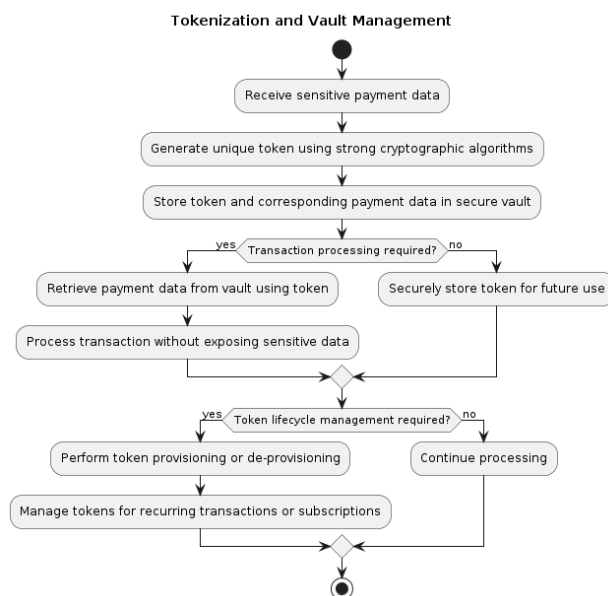 Tokenization and Vault Management
Receive sensitive payment data
Generate unique token using strong cryptographic algorithms
Store token and corresponding payment data in secure vault
yes
Transaction processing required?
no
Retrieve payment data from vault using token
Securely store token for future use
Process transaction without exposing sensitive data
yes
Token lifecycle management required?
no
Perform token provisioning or de-provisioning
Continue processing
Manage tokens for recurring transactions or subscriptions